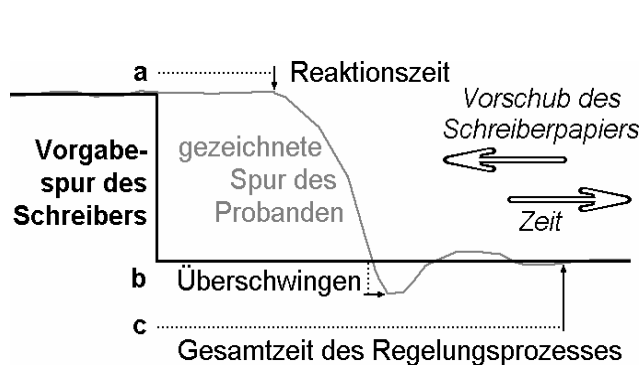 a
Reaktionszeit
Vorschub des
Schreiberpapiers
Vorgabe-
spur des
Schreibers
gezeichnete
Spur des
Probanden
Zeit
b
Überschwingen
c
Gesamtzeit des Regelungsprozesses